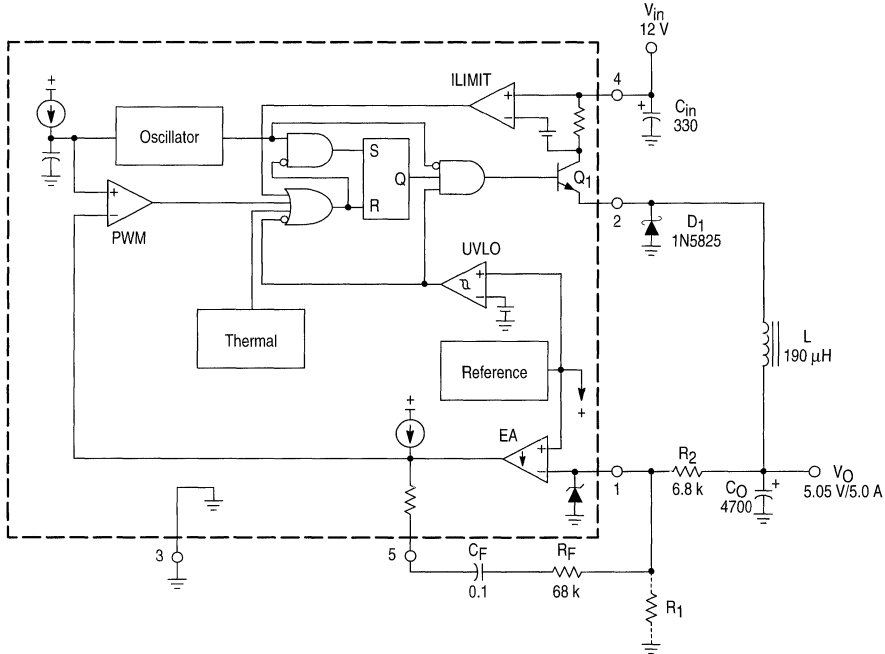 Vin
12 V
+
ILIMIT
4
+
−
+
Cin
330
Oscillator
S
Q
R
Q1
+
−
PWM
2
D1
1N5825
UVLO
+
−
Thermal
Reference
+
L
190 µH
+
EA
+
−
1
R2
6.8 k
CO
4700
+
VO
5.05 V/5.0 A
3
5
CF
0.1
RF
68 k
R1